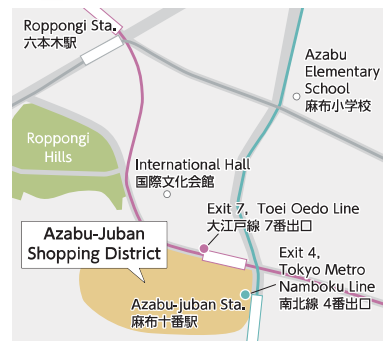 Roppongi Sta.
六本木駅
Azabu
Elementary
School
麻布小学校
Roppongi
Hills
International Hall
国際文化会館
Exit 7, Toei Oedo Line
大江戸線 7番出口
Azabu-Juban
Shopping District
Exit 4,
Tokyo Metro
Namboku Line
南北線 4番出口
Azabu-juban Sta.
麻布十番駅